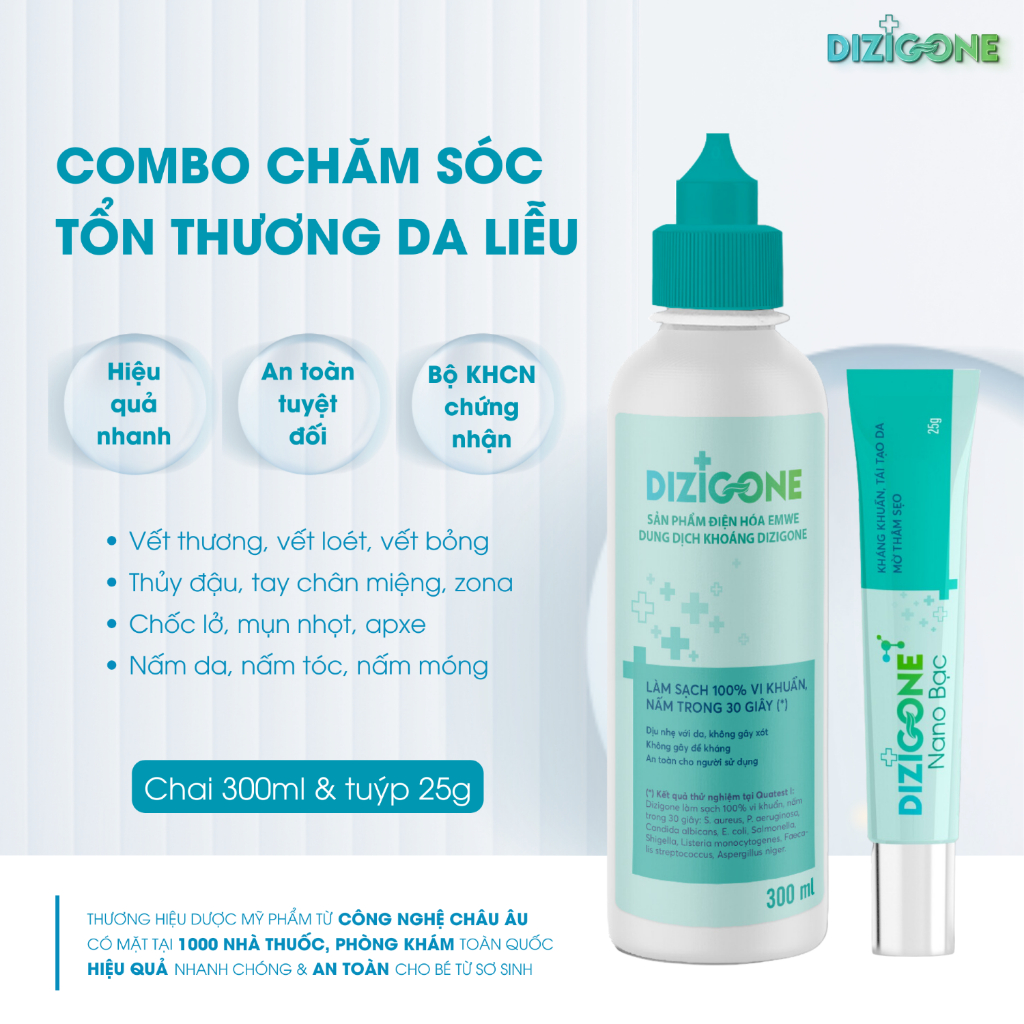 DIZIGONE
COMBO CHĂM SÓC
TỔN THƯƠNG DA LIỄU
Hiệu
quả
nhanh
An toàn
tuyệt
đối
Bộ KHCN
chứng
nhận
• Vết thương, vết loét, vết bỏng
• Thủy đậu, tay chân miệng, zona
• Chốc lở, mụn nhọt, apxe
• Nấm da, nấm tóc, nấm móng
Chai 300ml & tuýp 25g
THƯƠNG HIỆU DƯỢC MỸ PHẨM TỪ CÔNG NGHỆ CHÂU ÂU
CÓ MẶT TẠI 1000 NHÀ THUỐC, PHÒNG KHÁM TOÀN QUỐC
HIỆU QUẢ NHANH CHÓNG & AN TOÀN CHO BÉ TỪ SƠ SINH
DIZIGONE
SẢN PHẨM ĐIỆN HÓA EMWE
DUNG DỊCH KHOÁNG DIZIGONE
LÀM SẠCH 100% VI KHUẨN,
NẤM TRONG 30 GIÂY (*)
Dịu nhẹ với da, không gây xót
Không gây đề kháng
An toàn cho người sử dụng
(*) Kết quả thử nghiệm tại Quatest 1:
Dizigone làm sạch 100% vi khuẩn, nấm
trong 30 giây: S. aureus, P. aeruginosa,
Candida albicans, E. coli, Salmonella,
Shigella, Listeria monocytogenes, Faeca-
lis streptococcus, Aspergillus niger.
300 ml
KHÁNG KHUẨN, TÁI TẠO DA
MỜ THÂM SẸO
25g
DIZIGONE
Nano Bạc